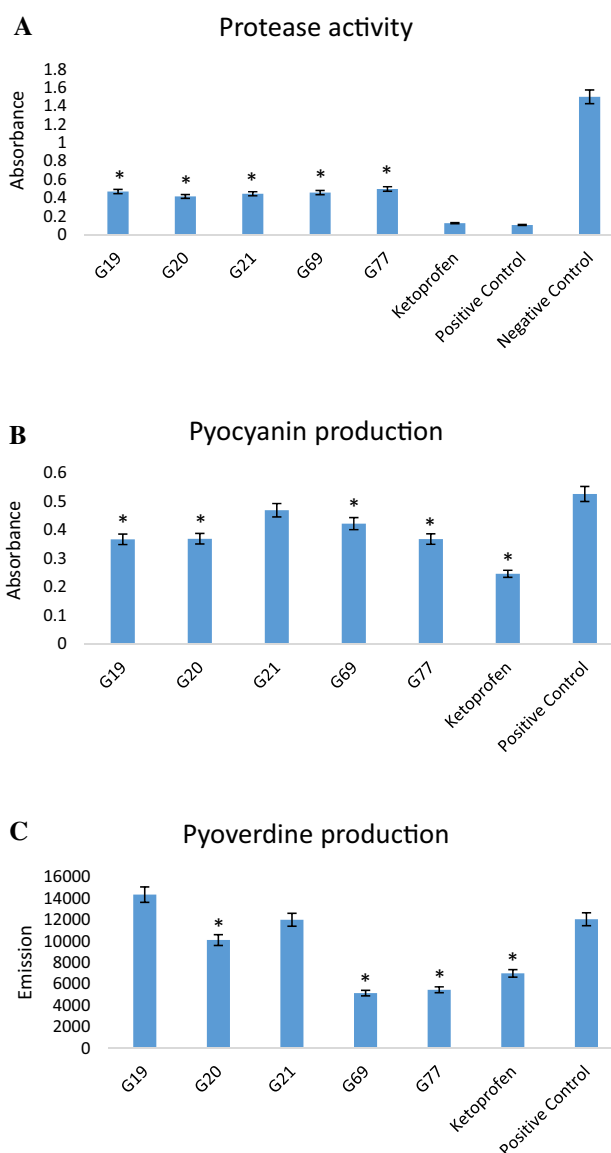 A
Protease activity
Absorbance
1.8
1.6
1.4
1.2
1
0.8
0.6
0.4
0.2
0
* * * * *
G19
G20
G21
G69
G77
Ketoprofen
Positive Control
Negative Control
B
Pyocyanin production
Absorbance
0.6
0.5
0.4
0.3
0.2
0.1
0
* * * * *
G19
G20
G21
G69
G77
Ketoprofen
Positive Control
C
Pyoverdine production
Emission
16000
14000
12000
10000
8000
6000
4000
2000
0
* * * *
G19
G20
G21
G69
G77
Ketoprofen
Positive Control